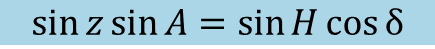 sin z sin A = sin H cos δ